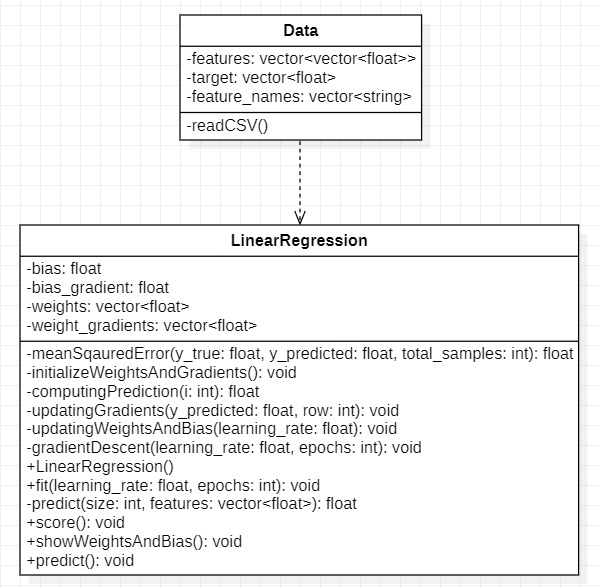 Data
-features: vector<vector<float>>
-target: vector<float>
-feature_names: vector<string>
-readCSV()
LinearRegression
-bias: float
-bias_gradient: float
-weights: vector<float>
-weight_gradients: vector<float>
-meanSqauredError(y_true: float, y_predicted: float, total_samples: int): float
-initializeWeightsAndGradients(): void
-computingPrediction(i: int): float
-updatingGradients(y_predicted: float, row: int): void
-updatingWeightsAndBias(learning_rate: float): void
-gradientDescent(learning_rate: float, epochs: int): void
+LinearRegression()
+fit(learning_rate: float, epochs: int): void
-predict(size: int, features: vector<float>): float
+score(): void
+showWeightsAndBias(): void
+predict(): void